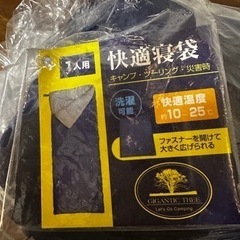 1人用
快適寝袋
キャンプ・ツーリング・災害時
洗濯
可能
快適温度
約10~25℃
ファスナーを開けて
大きく広げられる
GIGANTIC TREE
Let's Go Camping